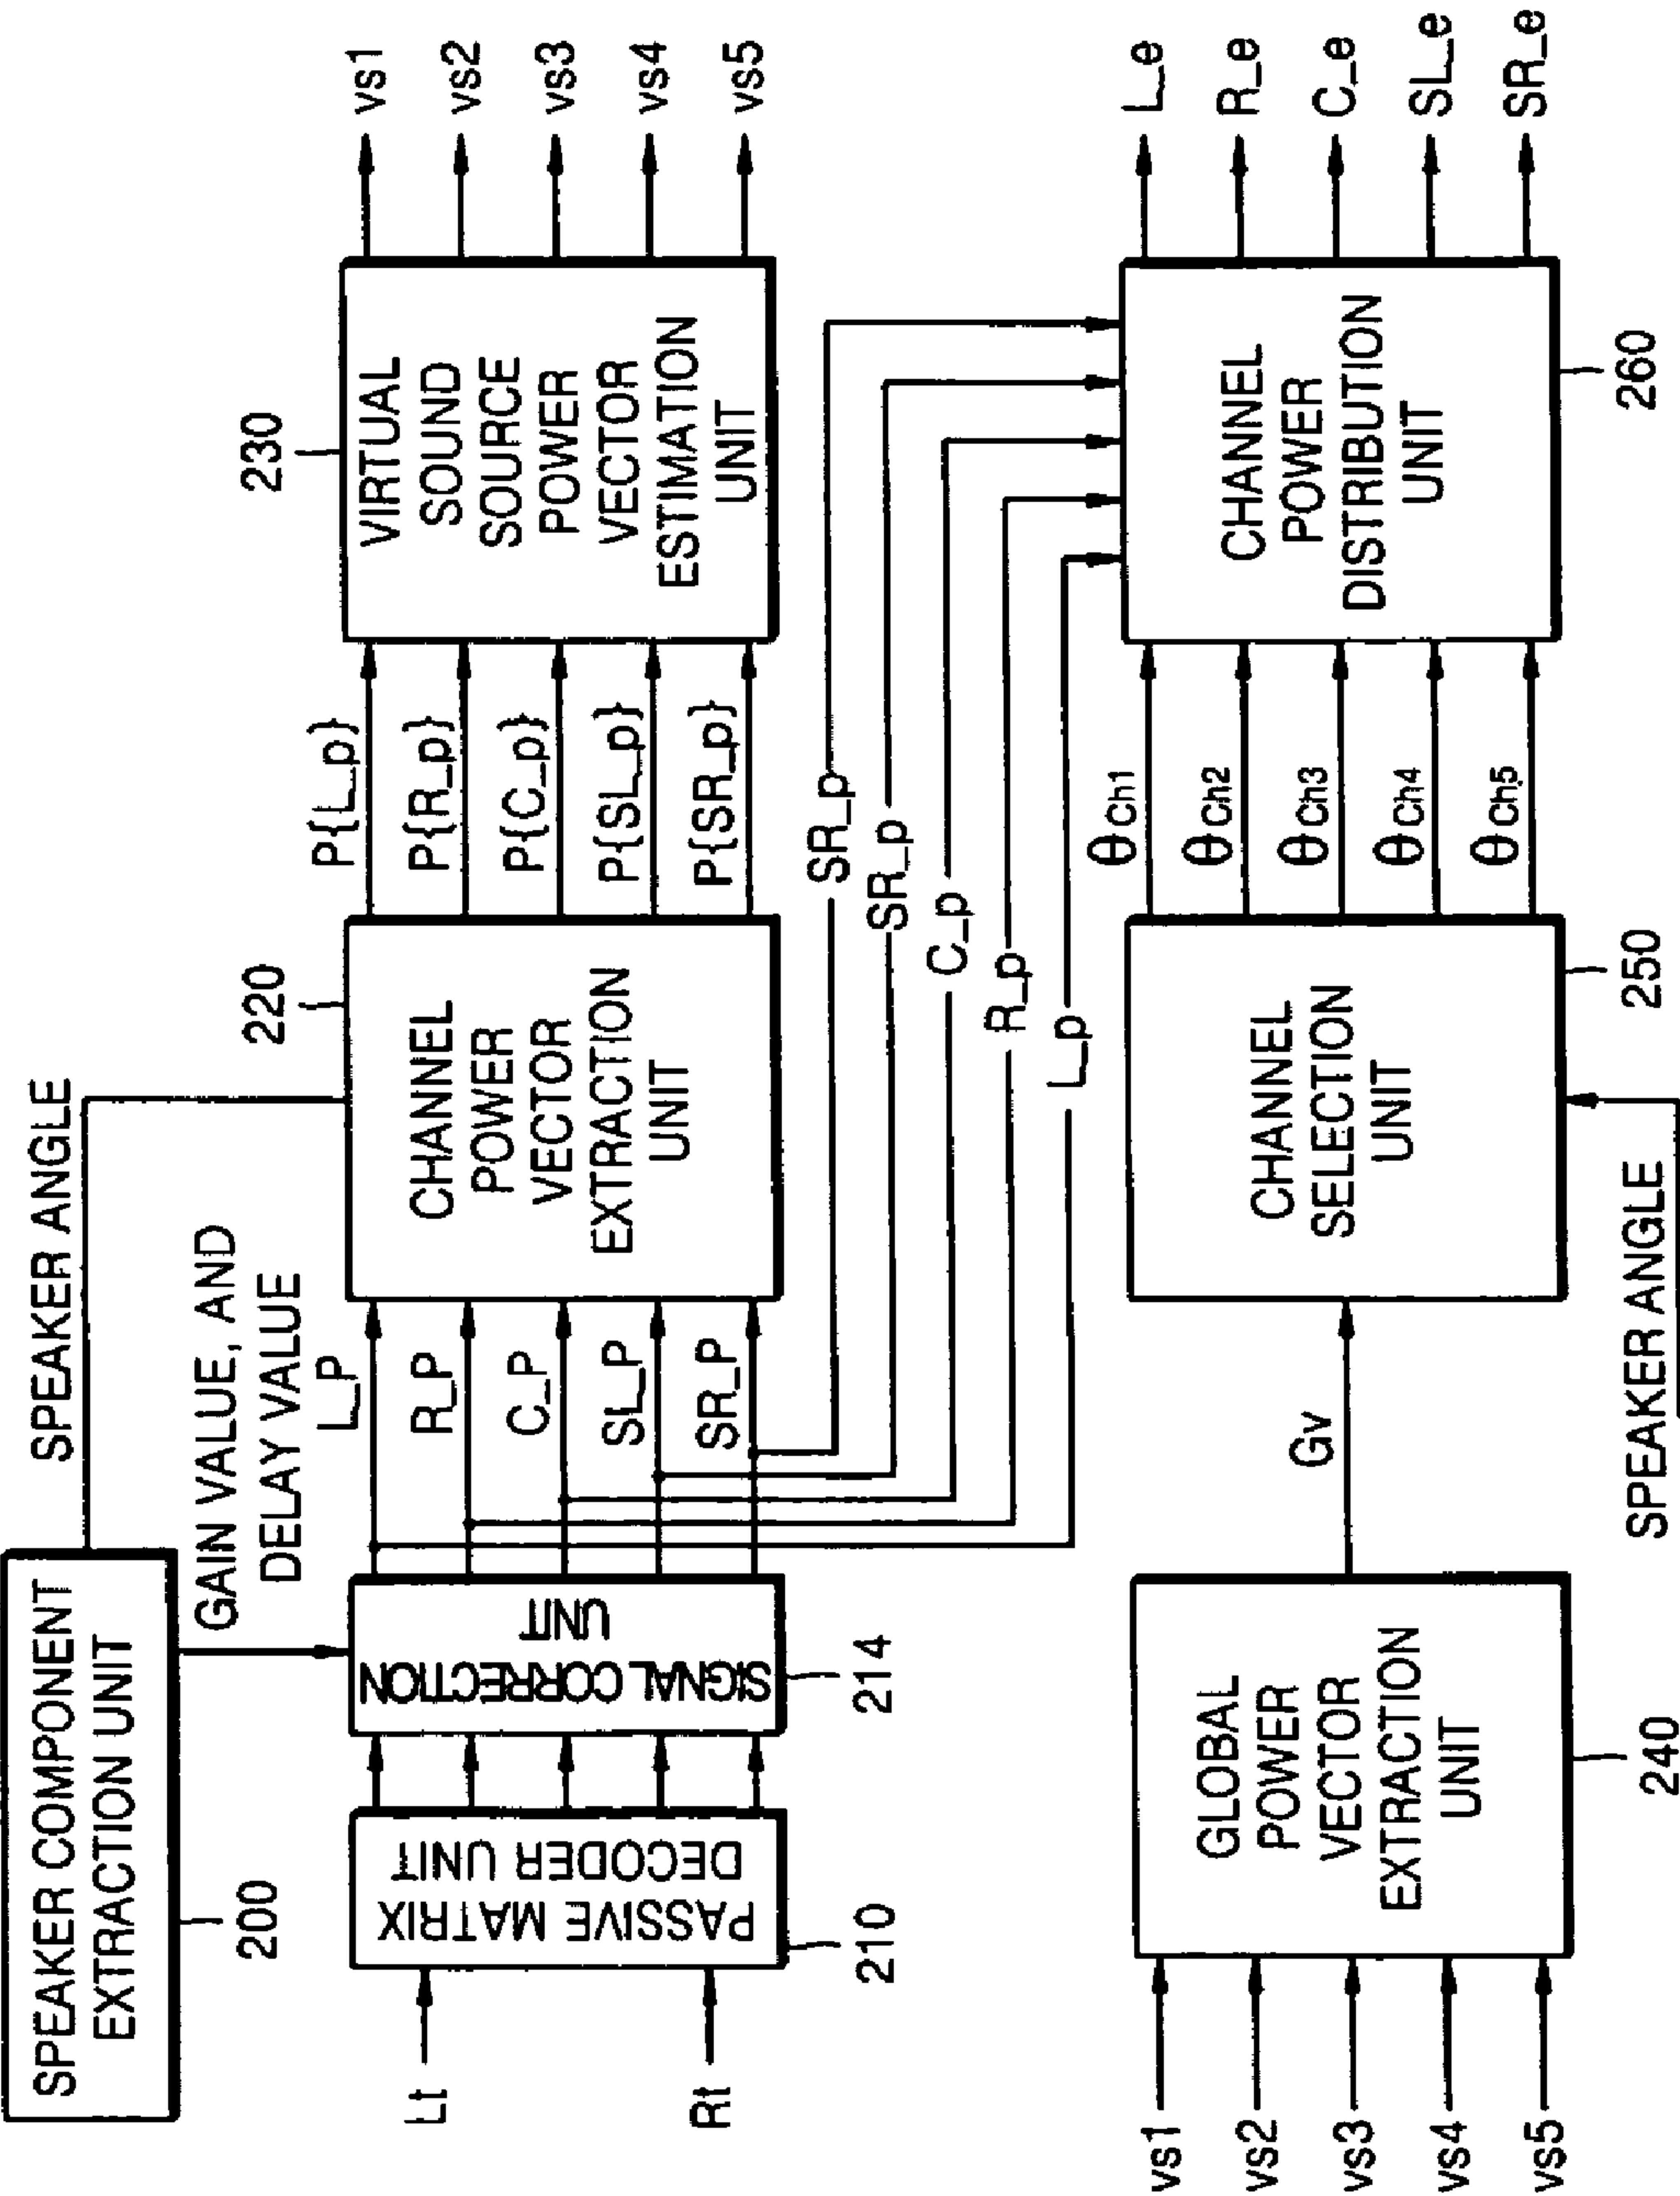 SPEAKER COMPONENT
EXTRACTION UNIT
200
SPEAKER ANGLE
GAIN VALUE, AND
DELAY VALUE
Lt
Rt
PASSIVE MATRIX
DECODER UNIT
210
SIGNAL CORRECTION
UNIT
214
L_P
R_P
C_P
SL_P
SR_P
220
CHANNEL
POWER
VECTOR
EXTRACTION
UNIT
P{L_p}
P{R_p}
P{C_p}
P{SL_p}
P{SR_p}
230
VIRTUAL
SOUND
SOURCE
POWER
VECTOR
ESTIMATION
UNIT
vs1
vs2
vs3
vs4
vs5
SR_p
SR_p
C_p
R_p
L_p
vs1
vs2
vs3
vs4
vs5
GLOBAL
POWER
VECTOR
EXTRACTION
UNIT
240
Gv
CHANNEL
SELECTION
UNIT
250
SPEAKER ANGLE
θCh1
θCh2
θCh3
θCh4
θCh5
CHANNEL
POWER
DISTRIBUTION
UNIT
260
L_e
R_e
C_e
SL_e
SR_e